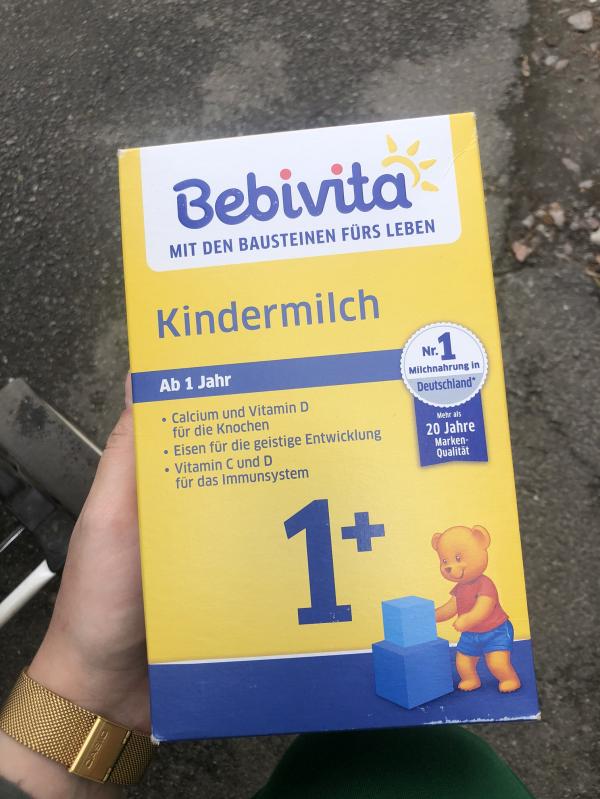 Bebivita
MIT DEN BAUSTEINEN FÜRS LEBEN
Kindermilch
Ab 1 Jahr
• Calcium und Vitamin D
für die Knochen
• Eisen für die geistige Entwicklung
• Vitamin C und D
für das Immunsystem
Nr. 1
Milchnahrung in
Deutschland*
Mehr als
20 Jahre
Marken-
Qualität
1+
CASIO